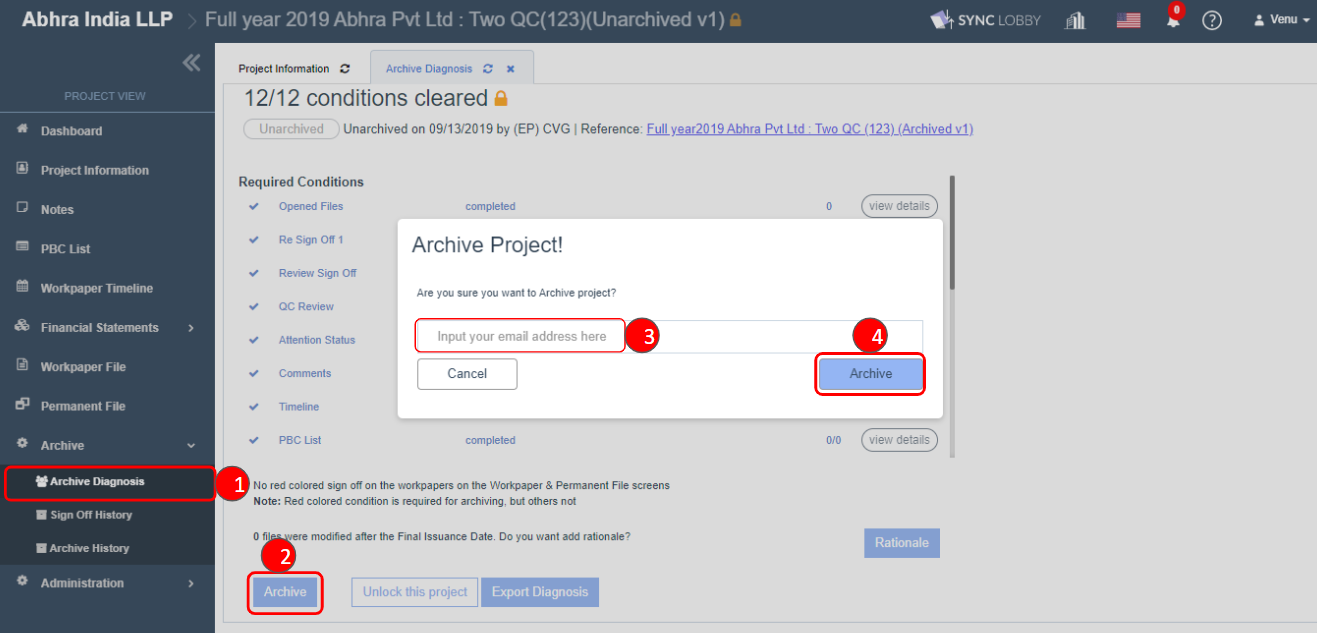 Abhra India LLP > Full year 2019 Abhra Pvt Ltd : Two QC(123)(Unarchived v1)
SYNC LOBBY
0
?
Venu
PROJECT VIEW
Dashboard
Project Information
Notes
PBC List
Workpaper Timeline
Financial Statements
Workpaper File
Permanent File
Archive
Archive Diagnosis
1
Sign Off History
Archive History
Administration
Project Information
Archive Diagnosis x
12/12 conditions cleared
Unarchived Unarchived on 09/13/2019 by (EP) CVG | Reference: Full year2019 Abhra Pvt Ltd : Two QC (123) (Archived v1)
Required Conditions
Opened Files completed 0 view details
Re Sign Off 1
Review Sign Off
QC Review
Attention Status
Comments
Timeline
PBC List completed 0/0 view details
Archive Project!
Are you sure you want to Archive project?
Input your email address here
3
4
Cancel
Archive
No red colored sign off on the workpapers on the Workpaper & Permanent File screens
Note: Red colored condition is required for archiving, but others not
0 files were modified after the Final Issuance Date. Do you want add rationale?
Rationale
2
Archive
Unlock this project
Export Diagnosis